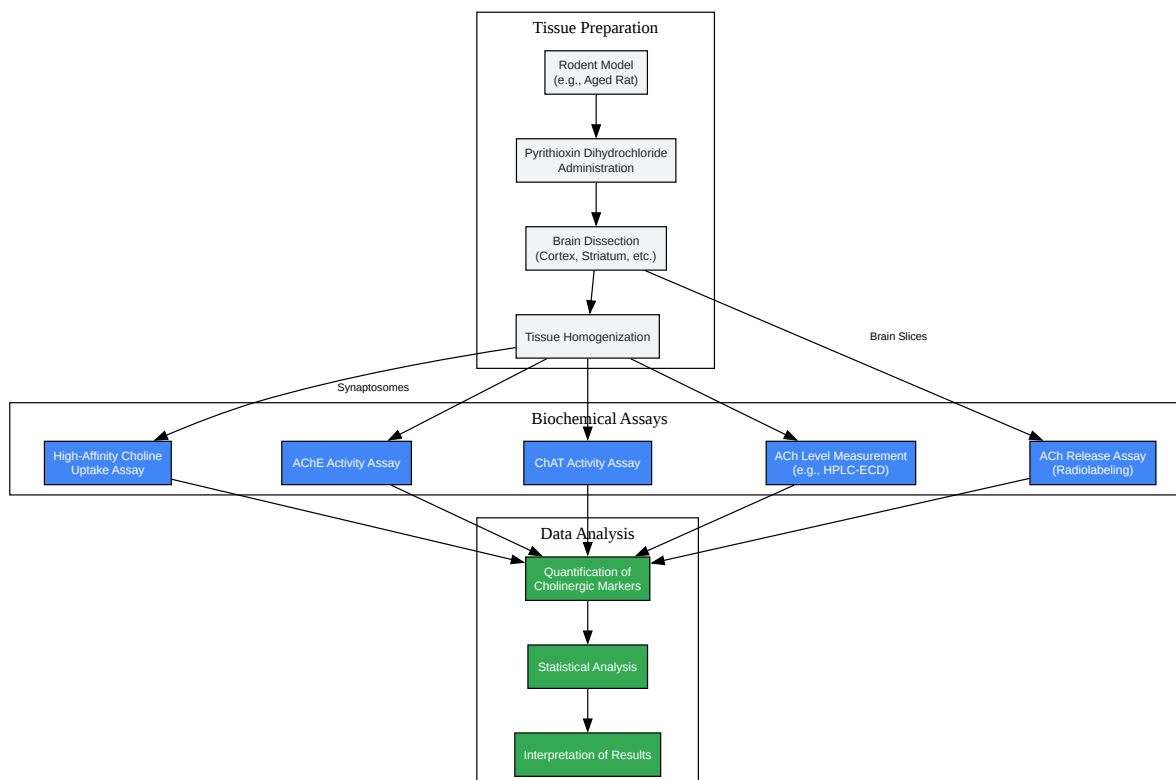 Tissue Preparation
Rodent Model
(e.g., Aged Rat)
Pyrithioxin Dihydrochloride
Administration
Brain Dissection
(Cortex, Striatum, etc.)
Tissue Homogenization
Brain Slices
Synaptosomes
Biochemical Assays
High-Affinity Choline
Uptake Assay
AChE Activity Assay
ChAT Activity Assay
ACh Level Measurement
(e.g., HPLC-ECD)
ACh Release Assay
(Radiolabeling)
Data Analysis
Quantification of
Cholinergic Markers
Statistical Analysis
Interpretation of Results